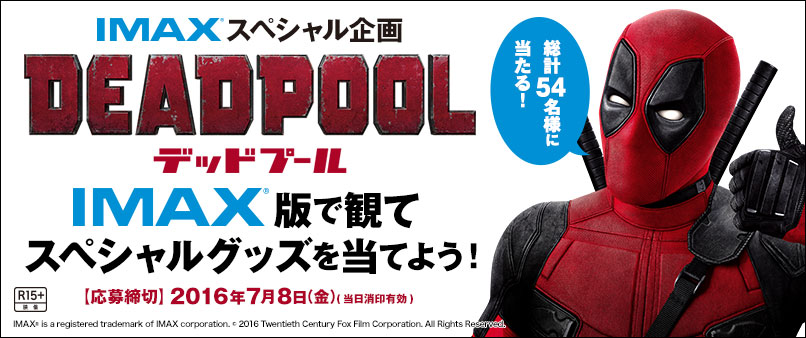 IMAX®スペシャル企画
DEADPOOL
デッドプール
総計54名様に
当たる！
IMAX®版で観て
スペシャルグッズを当てよう！
【応募締切】2016年7月8日(金)(当日消印有効)
R15+
映倫
IMAX® is a registered trademark of IMAX corporation. © 2016 Twentieth Century Fox Film Corporation. All Rights Reserved.